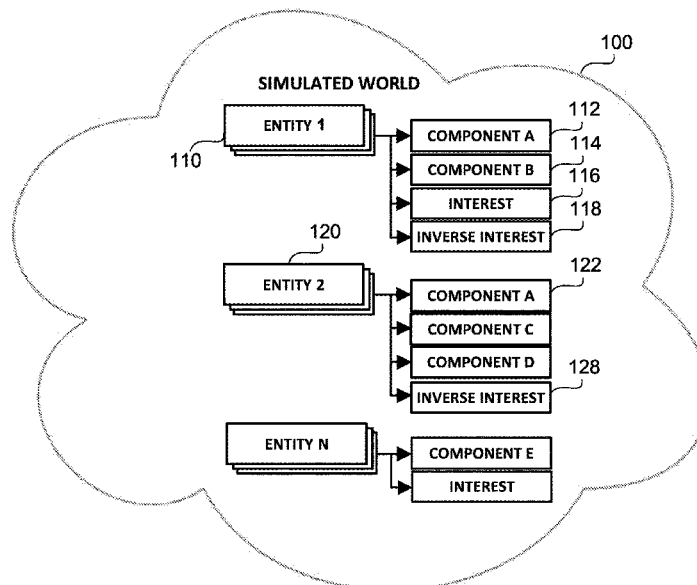 100
SIMULATED WORLD
ENTITY 1
110
COMPONENT A
112
COMPONENT B
114
INTEREST
116
INVERSE INTEREST
118
120
ENTITY 2
COMPONENT A
122
COMPONENT C
COMPONENT D
INVERSE INTEREST
128
ENTITY N
COMPONENT E
INTEREST